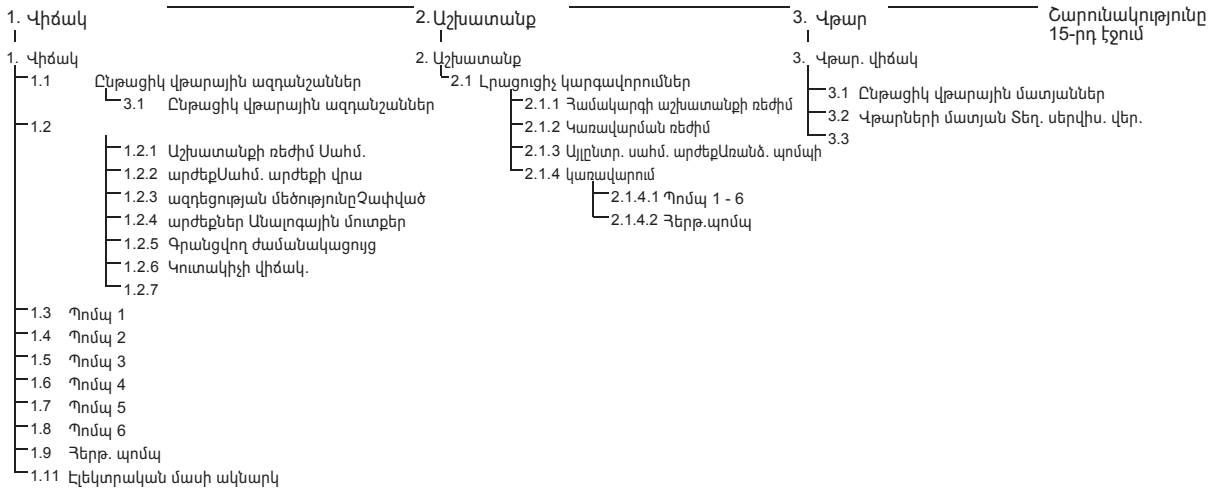 1. Վիճակ
2. Աշխատանք
3. Վթար
Շարունակությունը
15-րդ էջում
1. Վիճակ
1.1 Ընթացիկ վթարային ազդանշաններ
3.1 Ընթացիկ վթարային ազդանշաններ
1.2
1.2.1 Աշխատանքի ռեժիմ Սահմ.
1.2.2 արժեքՍահմ. արժեքի վրա
1.2.3 ազդեցության մեծությունըՉափված
1.2.4 արժեքներ Անալոգային մուտքեր
1.2.5 Գրանցվող ժամանակացույց
1.2.6 Կուտակիչի վիճակ.
1.2.7
1.3 Պոմպ 1
1.4 Պոմպ 2
1.5 Պոմպ 3
1.6 Պոմպ 4
1.7 Պոմպ 5
1.8 Պոմպ 6
1.9 Հերթ. պոմպ
1.11 Էլեկտրական մասի ակնարկ
2. Աշխատանք
2.1 Լրացուցիչ կարգավորումներ
2.1.1 Համակարգի աշխատանքի ռեժիմ
2.1.2 Կառավարման ռեժիմ
2.1.3 Այլընտր. սահմ. արժեքԱռանձ. պոմպի
2.1.4 կառավարում
2.1.4.1 Պոմպ 1 - 6
2.1.4.2 Հերթ.պոմպ
3. Վթար. վիճակ
3.1 Ընթացիկ վթարային մատյաններ
3.2 Վթարների մատյան Տեղ. սերվիս. վեր.
3.3